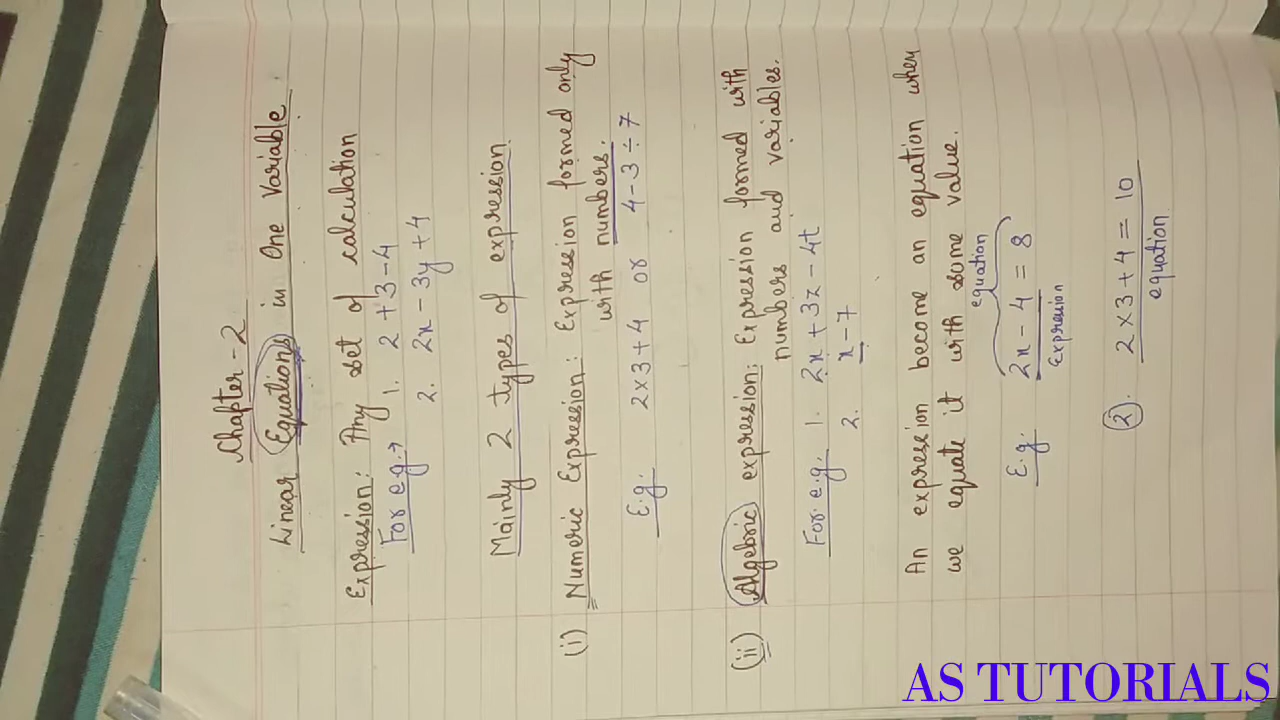 Chapter-2
Linear Equations in One Variable
Expression: Any set of calculation
For e.g.→ 1. 2+3-4
2. 2x-3y+4
Mainly 2 types of expression
(i) Numeric Expression: Expression formed only
with numbers.
E.g. 2×3+4 or 4-3÷7
(ii) Algebric expression: Expression formed with
numbers and variables.
For e.g. 1. 2x+3z-4t
2. x-7
An expression become an equation when
we equate it with some value.
equation
E.g. 2x-4=8
Expression
2). 2×3+4=10
equation
AS TUTORIALS